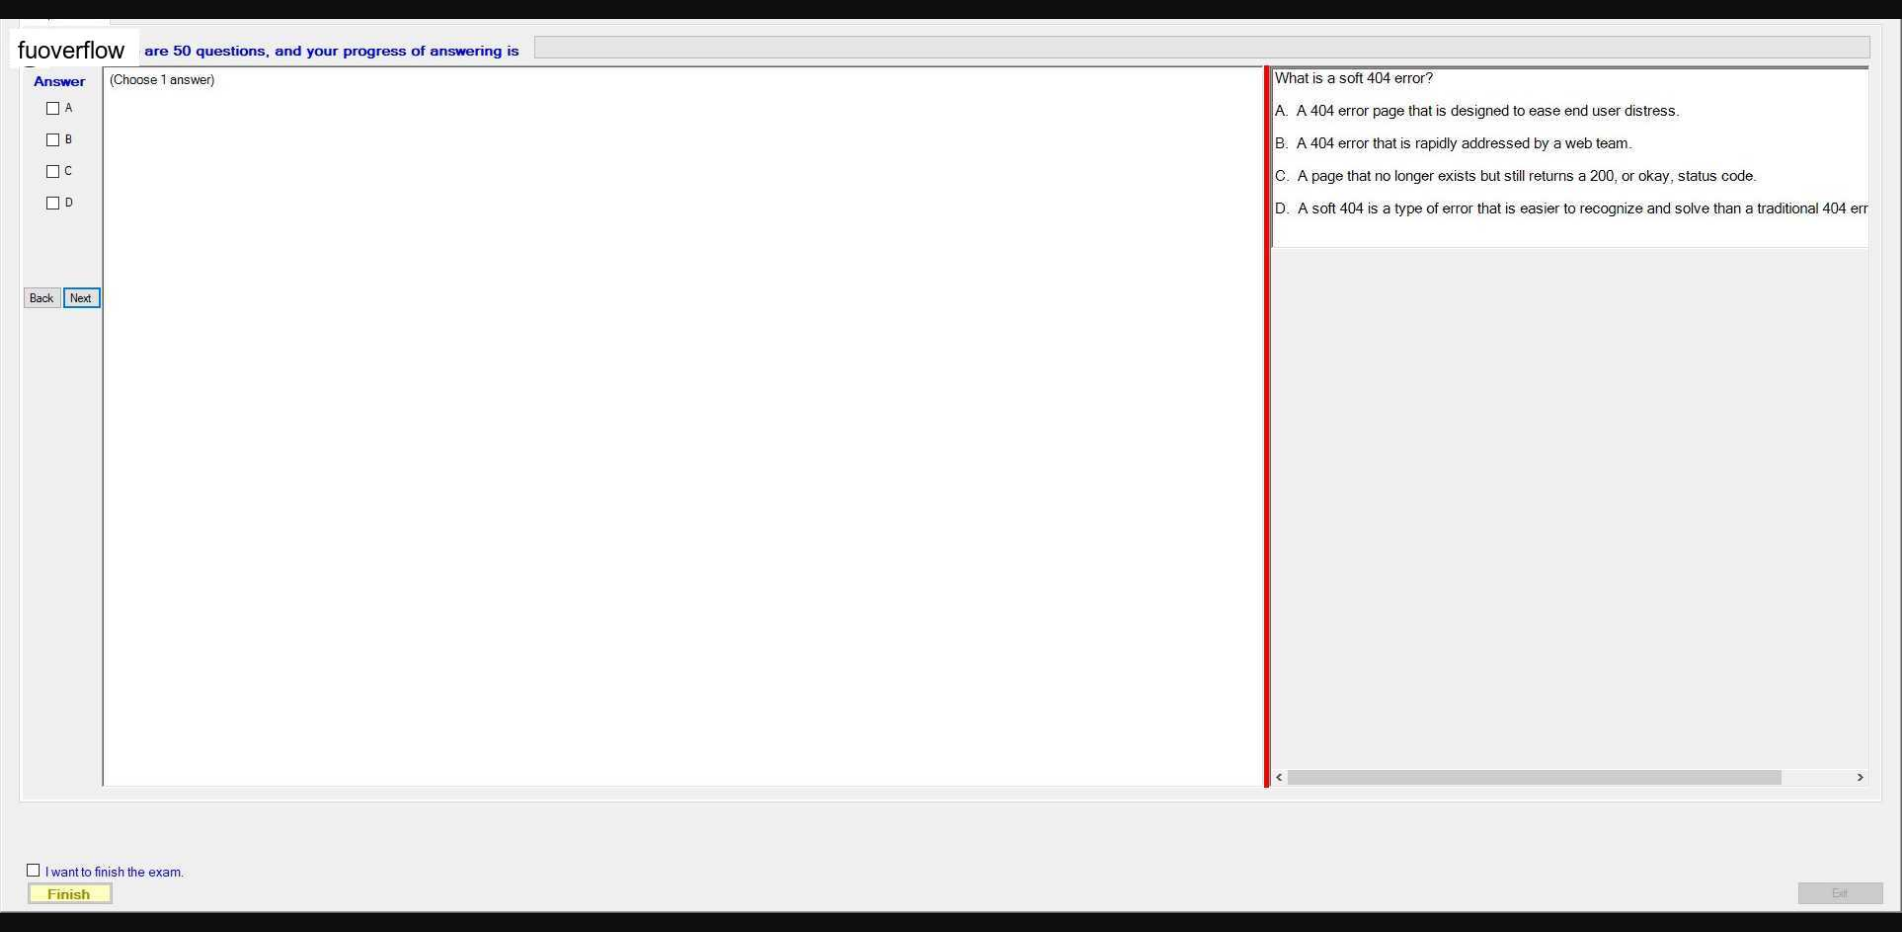 fuoverflow are 50 questions, and your progress of answering is
Answer
(Choose 1 answer)
A
B
C
D
Back Next
What is a soft 404 error?
A. A 404 error page that is designed to ease end user distress.
B. A 404 error that is rapidly addressed by a web team.
C. A page that no longer exists but still returns a 200, or okay, status code.
D. A soft 404 is a type of error that is easier to recognize and solve than a traditional 404 err
I want to finish the exam.
Finish
Exit